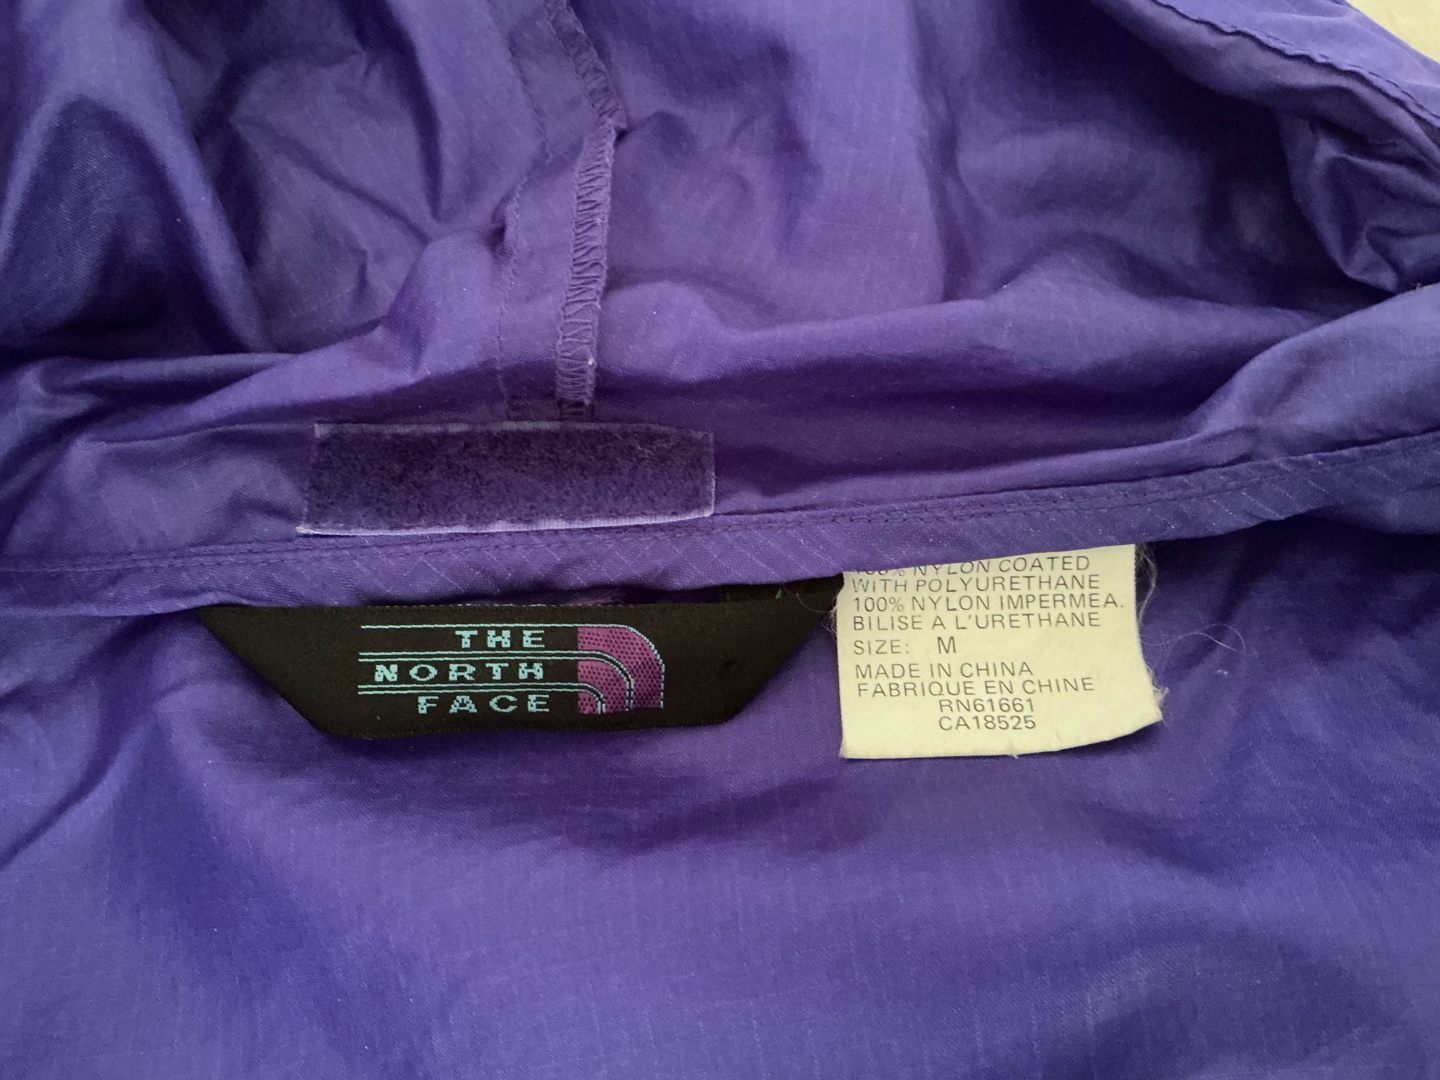 THE
NORTH
FACE
100% NYLON COATED
WITH POLYURETHANE
100% NYLON IMPERMEA.
BILISE A L'URETHANE
SIZE: M
MADE IN CHINA
FABRIQUE EN CHINE
RN61661
CA18525